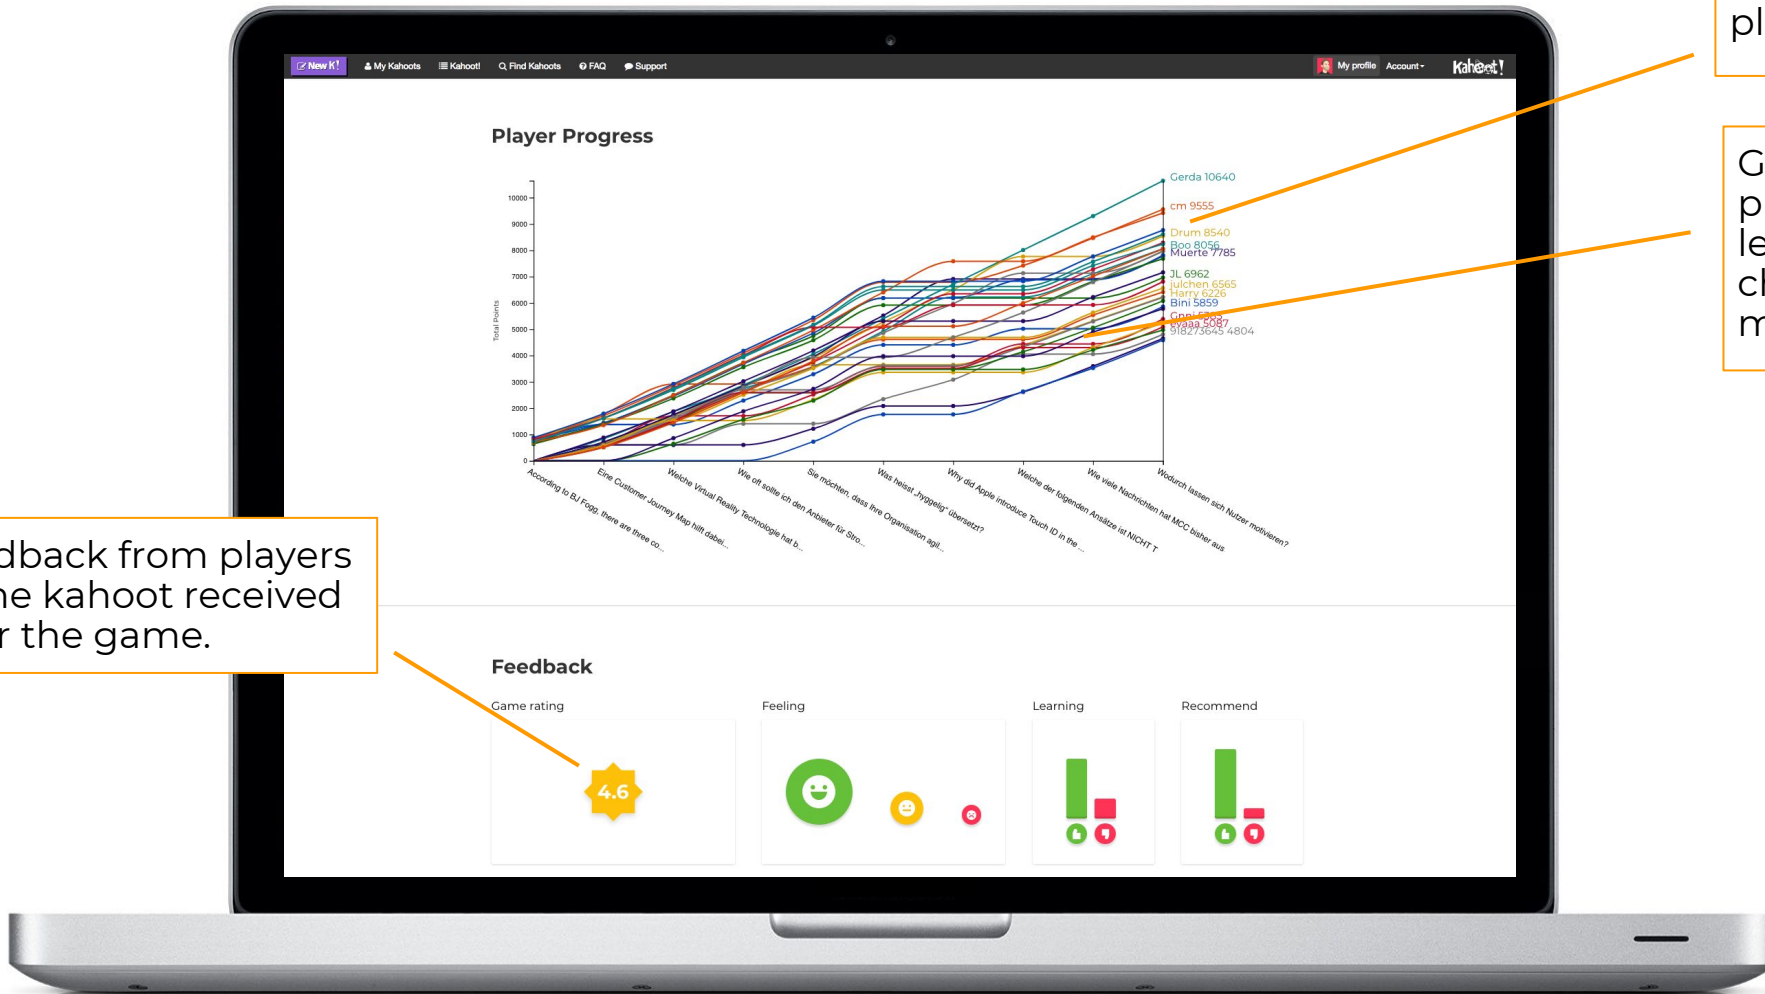 New K!
My Kahoots
Kahoot!
Find Kahoots
FAQ
Support
My profile
Account
Kahoot!
pl
Player Progress
G
p
le
ch
m
Total Points
10000
9000
8000
7000
6000
5000
4000
3000
2000
1000
0
Gerda 10640
cm 9555
Drum 8540
Boo 8056
Muerte 7785
JL 6962
julchen 6565
Harry 6226
Bini 5859
eyaaa 5087
918273645 4804
According to BJ Fogg, there are three co...
Eine Customer Journey Map hilft dabei...
Welche Virtual Reality Technologie hat b...
Wie oft sollte ich den Anbieter für Stro...
Sie möchten, dass Ihre Organisation agil...
Was heisst „hyggelig“ übersetzt?
Why did Apple introduce Touch ID in the ...
Welche der folgenden Ansätze ist NICHT T
Wie viele Nachrichten hat MCC bisher aus
Wodurch lassen sich Nutzer motivieren?
dback from players
ne kahoot received
r the game.
Feedback
Game rating
Feeling
Learning
Recommend
4.6